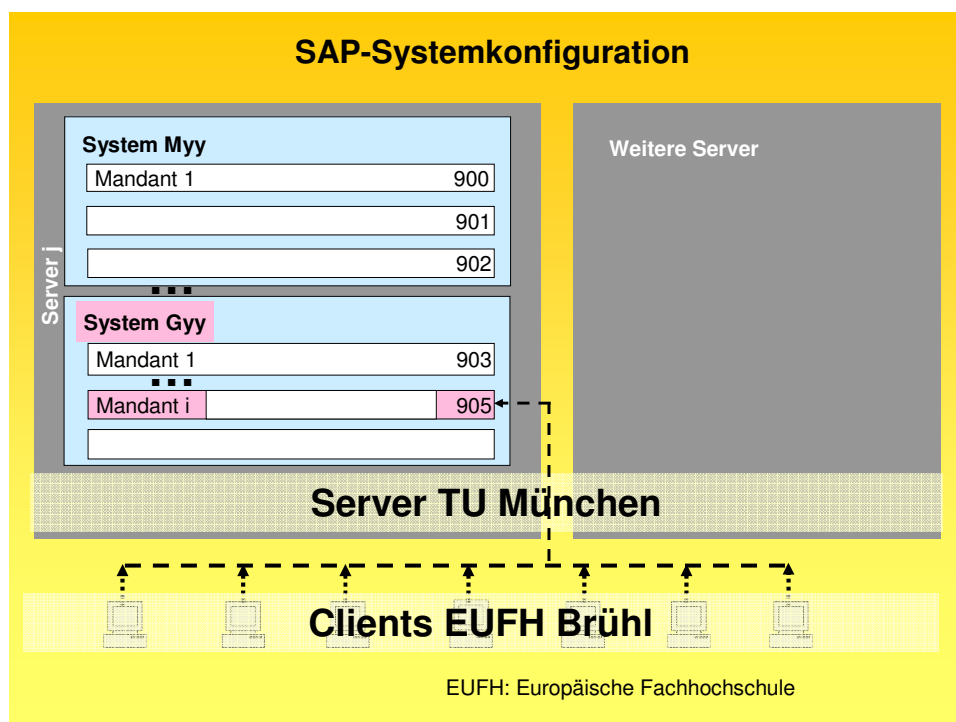 SAP-Systemkonfiguration
Server j
System Myy
Mandant 1 900
901
902
...
System Gyy
Mandant 1 903
...
Mandant i 905
Weitere Server
Server TU München
Clients EUFH Brühl
EUFH: Europäische Fachhochschule